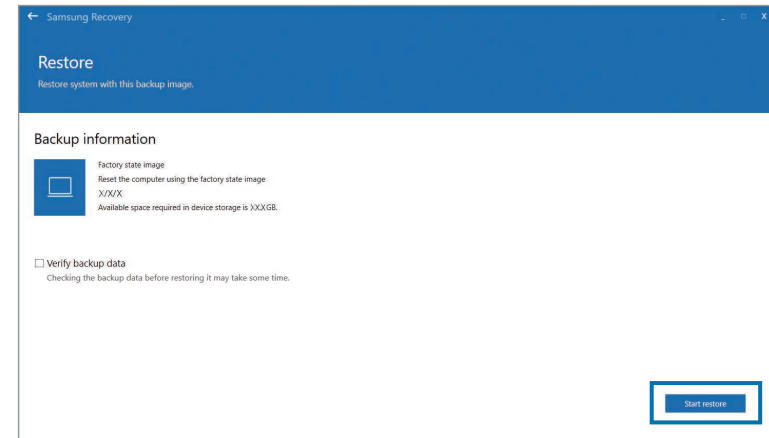 Samsung Recovery
Restore
Restore system with this backup image.
Backup information
Factory state image
Reset the computer using the factory state image
X/X/X
Available space required in device storage is XXXGB.
Verify backup data
Checking the backup data before restoring it may take some time.
Start restore